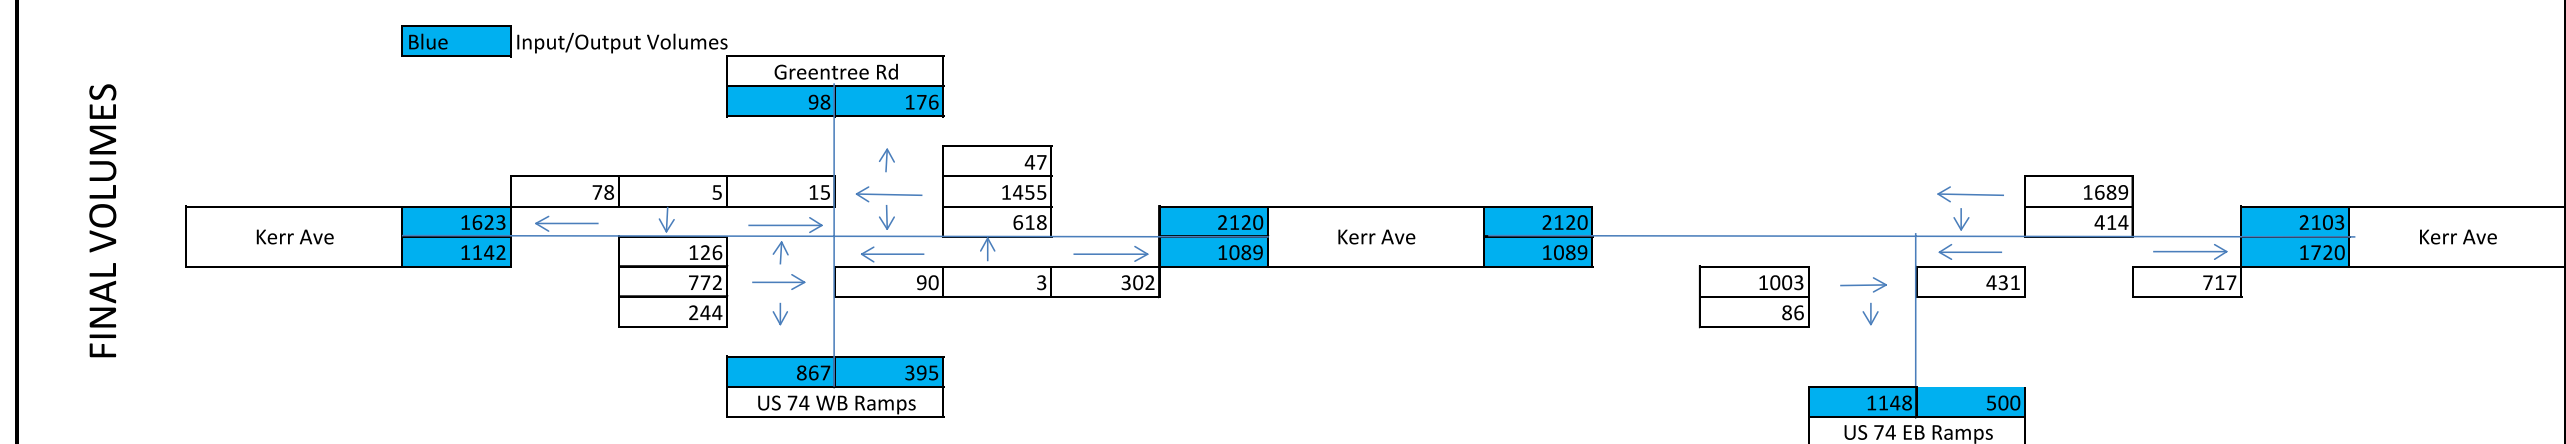 Blue Input/Output Volumes
Greentree Rd
98 176
47
78 5 15 1455 1689
Kerr Ave 1623 618 2120 Kerr Ave 2120 414 2103 Kerr Ave
1142 126 1089 1089 1720
772 90 3 302 1003 431 717
244 86
867 395
US 74 WB Ramps 1148 500
US 74 EB Ramps
FINAL VOLUMES